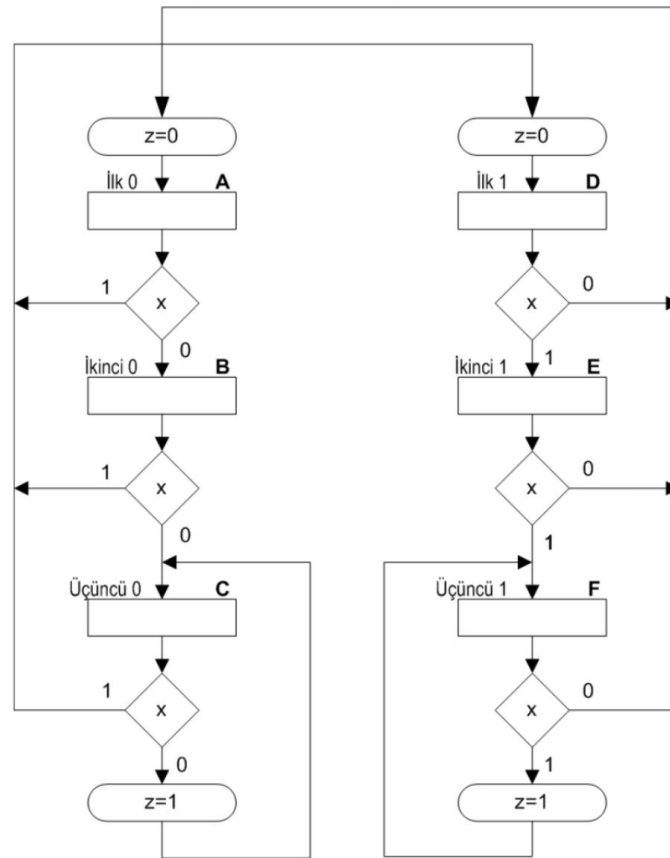 z=0 z=0
İlk 0 A İlk 1 D
x x
1 0
0 1
İkinci 0 B İkinci 1 E
x x
1 0
0 1
Üçüncü 0 C Üçüncü 1 F
x x
1 0
0 1
z=1 z=1